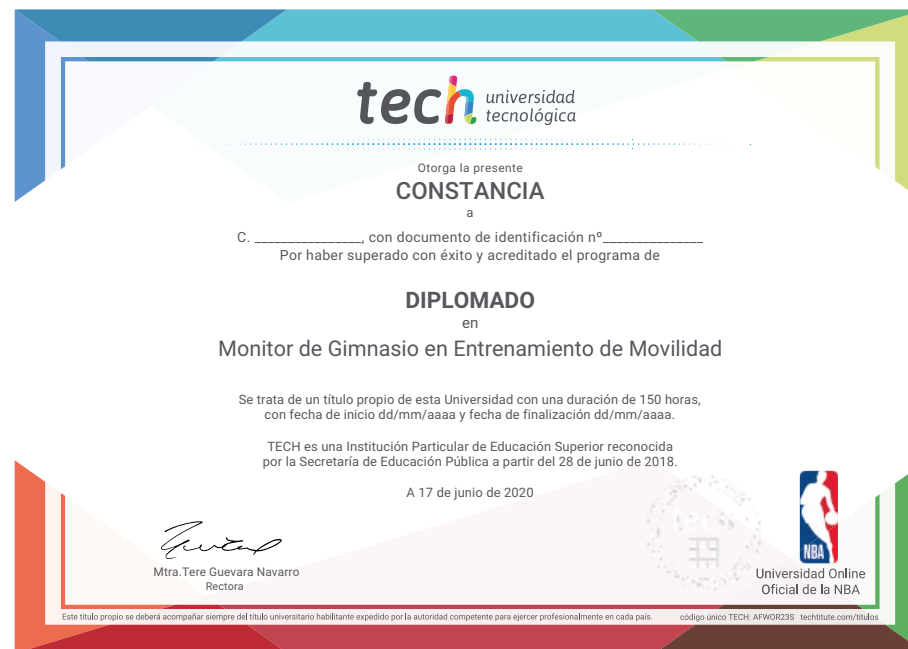 tech universidad
tecnológica
Otorga la presente
CONSTANCIA
a
C. ________________, con documento de identificación nº_______________
Por haber superado con éxito y acreditado el programa de
DIPLOMADO
en
Monitor de Gimnasio en Entrenamiento de Movilidad
Se trata de un título propio de esta Universidad con una duración de 150 horas,
con fecha de inicio dd/mm/aaaa y fecha de finalización dd/mm/aaaa.
TECH es una Institución Particular de Educación Superior reconocida
por la Secretaría de Educación Pública a partir del 28 de junio de 2018.
A 17 de junio de 2020
Mtra.Tere Guevara Navarro
Rectora
tech
NBA
Universidad Online
Oficial de la NBA
Este título propio se deberá acompañar siempre del título universitario habilitante expedido por la autoridad competente para ejercer profesionalmente en cada país. código único TECH: AFWOR23S techtitute.com/titulos